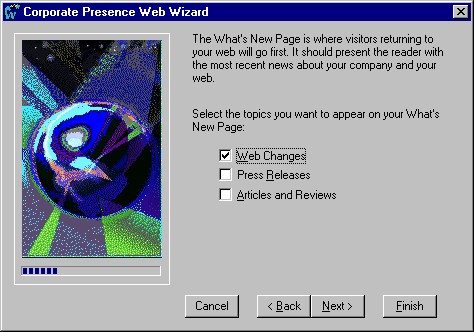 Corporate Presence Web Wizard
The What's New Page is where visitors returning to
your web will go first. It should present the reader with
the most recent news about your company and your
web.
Select the topics you want to appear on your What's
New Page:
Web Changes
Press Releases
Articles and Reviews
Cancel
< Back
Next >
Finish